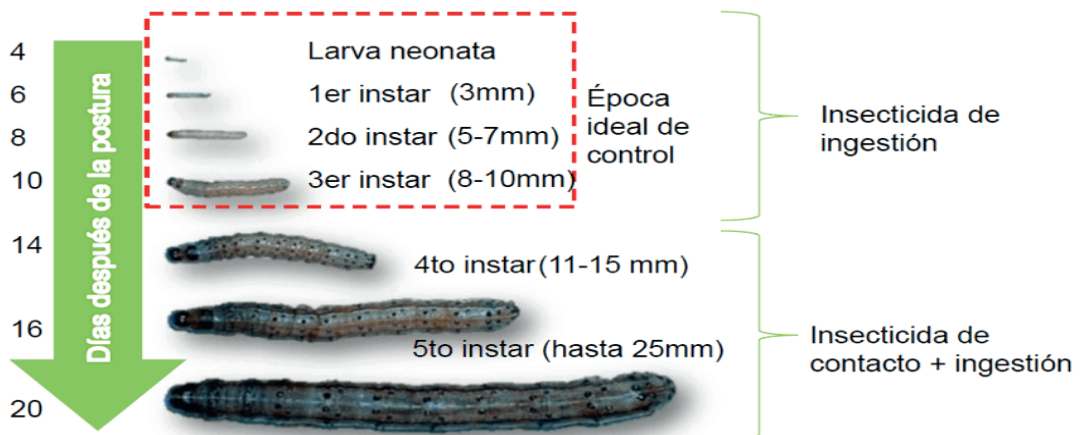 4
Larva neonata
6
1er instar (3mm)
8
2do instar (5-7mm)
10
3er instar (8-10mm)
Época
ideal de
control
Insecticida de
ingestión
Días después de la postura
14
4to instar (11-15 mm)
16
5to instar (hasta 25mm)
20
Insecticida de
contacto + ingestión